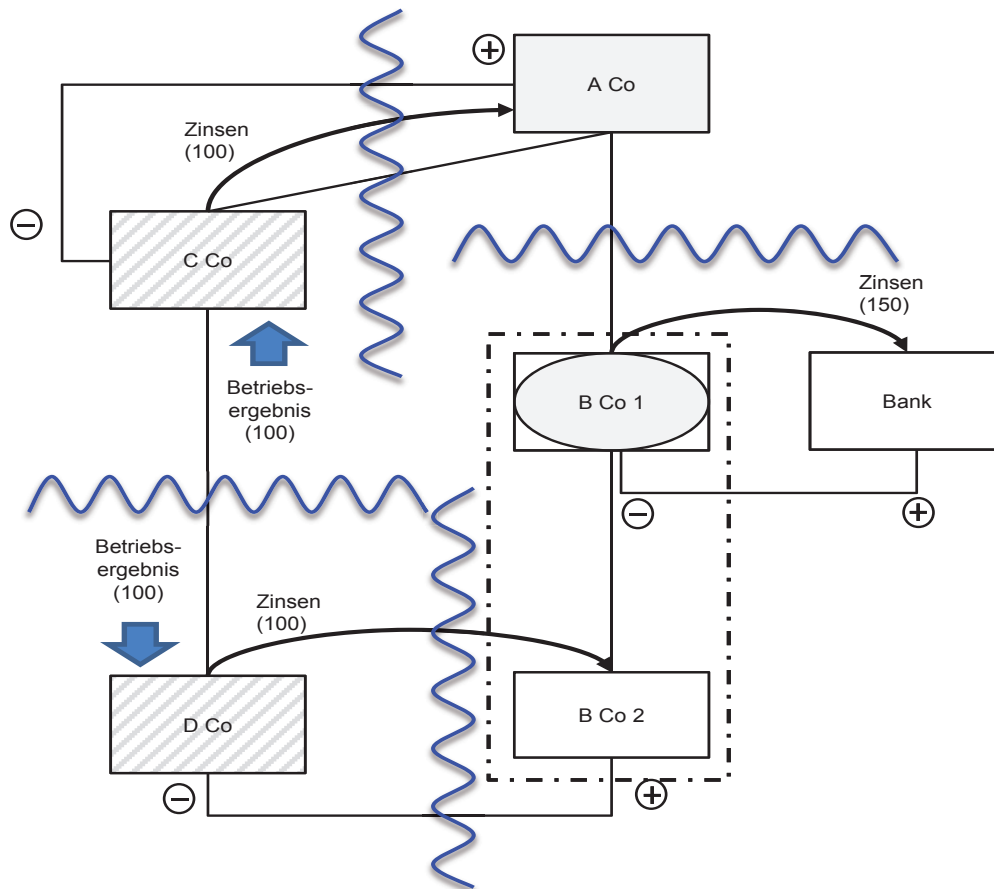 +
A Co
Zinsen
(100)
−
C Co
Zinsen
(150)
Betriebs-
ergebnis
(100)
B Co 1
Bank
−
+
Betriebs-
ergebnis
(100)
Zinsen
(100)
D Co
B Co 2
−
+